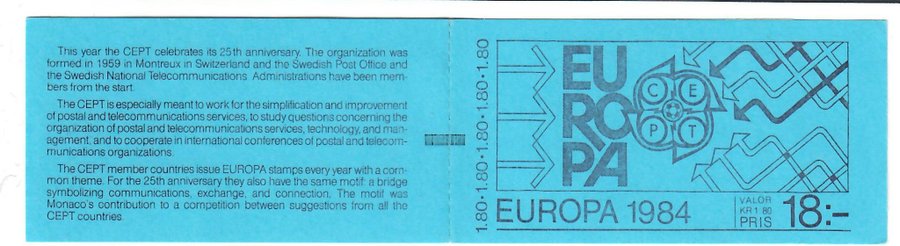 This year the CEPT celebrates its 25th anniversary. The organization was
formed in 1959 in Montreux in Switzerland and the Swedish Post Office and
the Swedish National Telecommunications Administrations have been mem-
bers from the start.
The CEPT is especially meant to work for the simplification and improvement
of postal and telecommunications services, to study questions concerning the
organization of postal and telecommunications services, technology, and man-
agement, and to cooperate in international conferences of postal and telecom-
munications organizations.
The CEPT member countries issue EUROPA stamps every year with a com-
mon theme. For the 25th anniversary they also have the same motif: a bridge
symbolizing communications, exchange, and connection. The motif was
Monaco's contribution to a competition between suggestions from all the
CEPT countries.
1.80•1.80•1.80•1.80•1.80•1.80
EU
RO
PA
C E
P T
EUROPA 1984
VALÖR
KR 1.80
PRIS
18:-